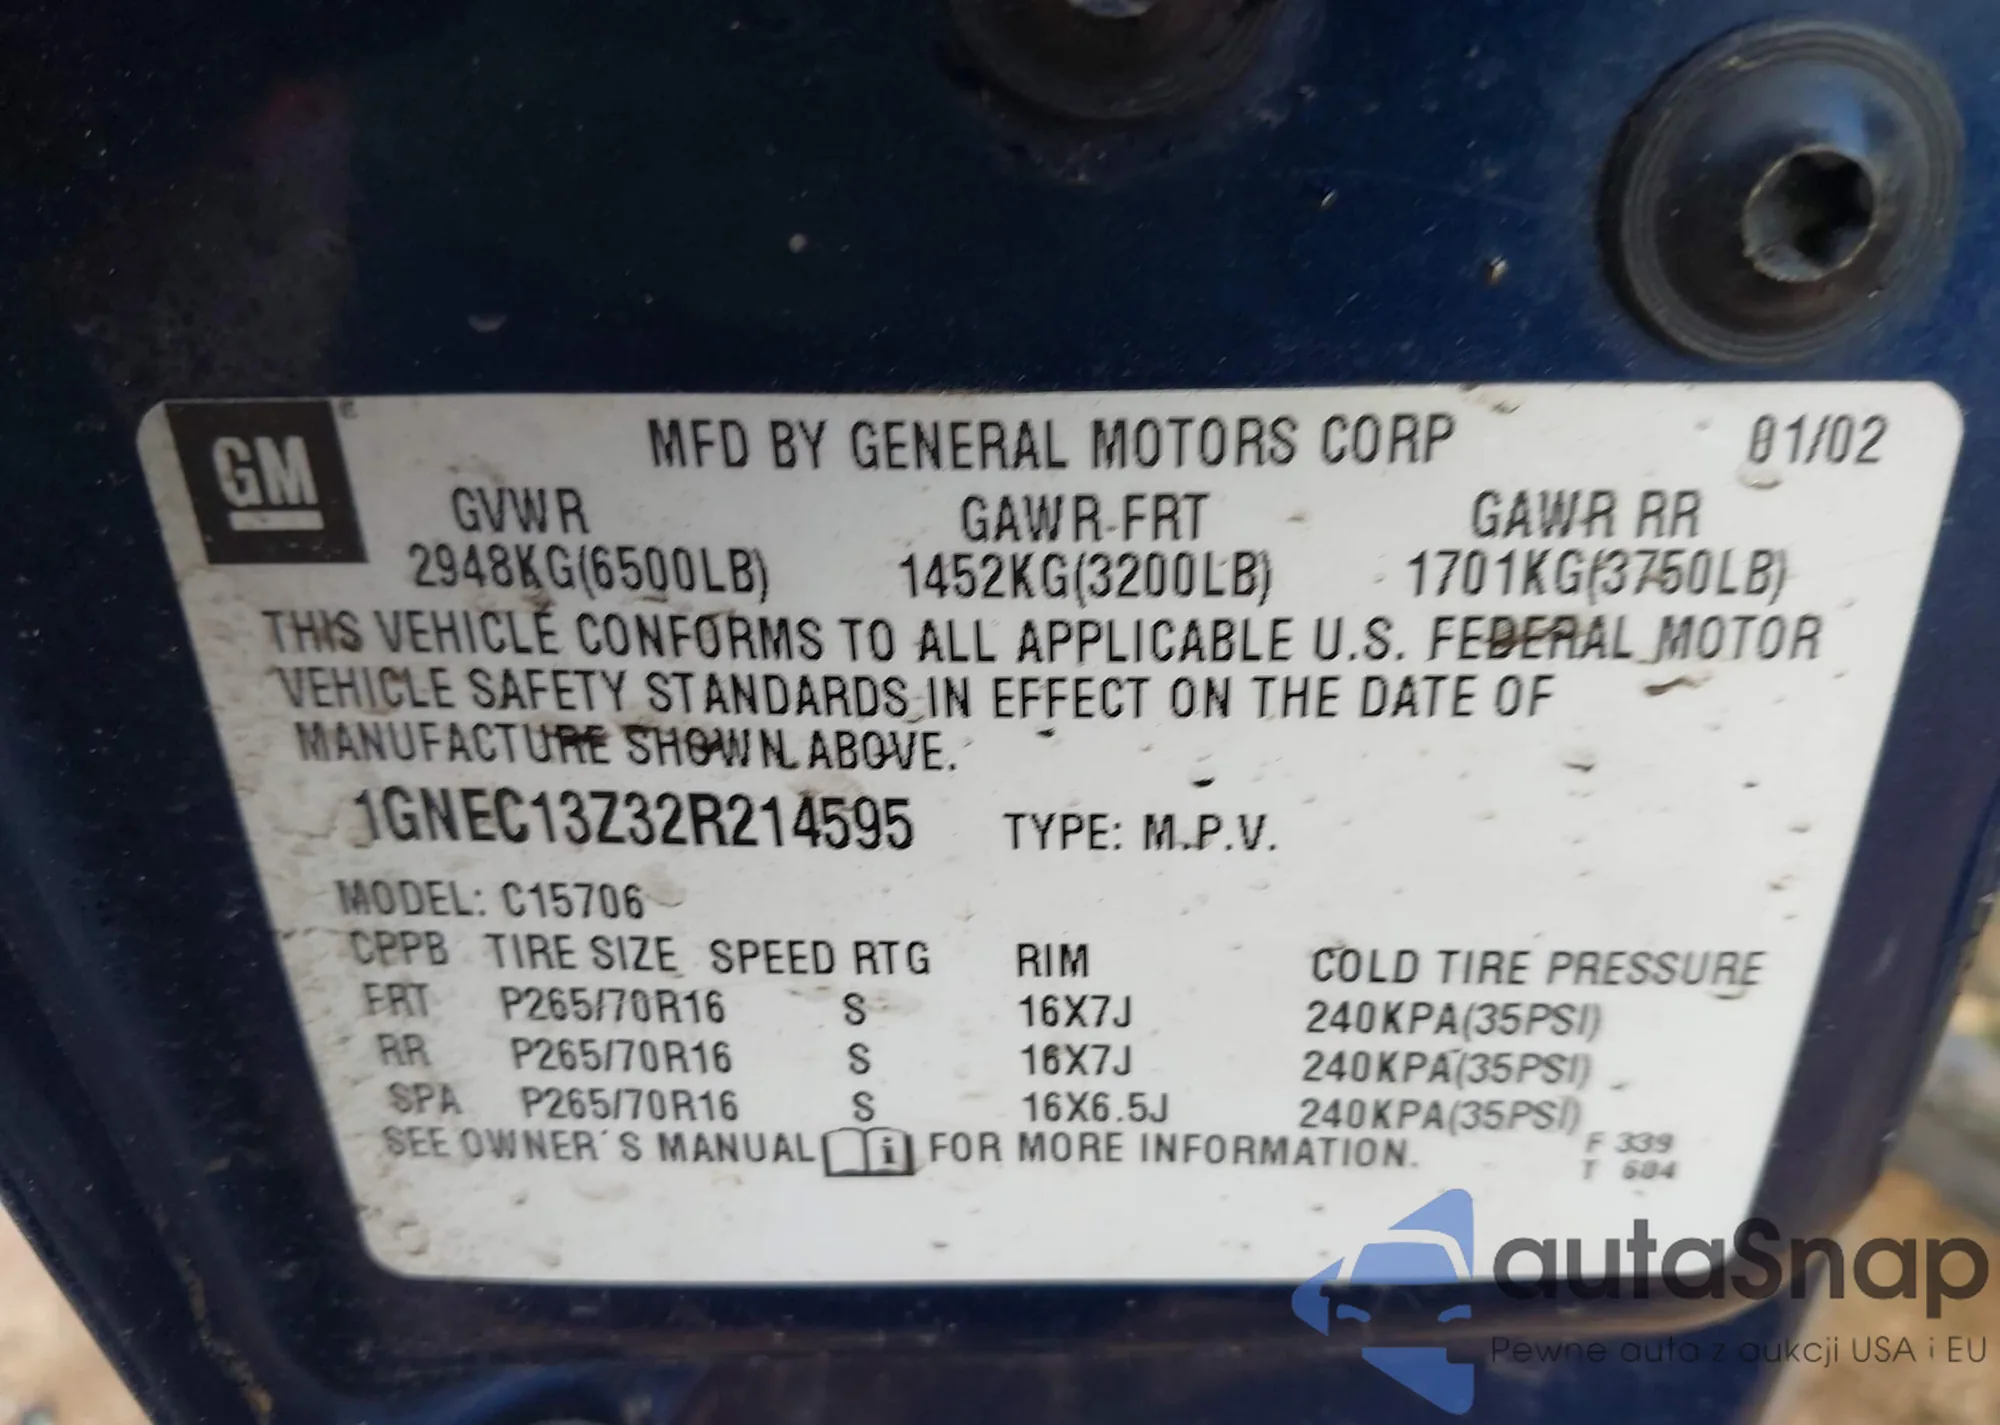 GM
MFD BY GENERAL MOTORS CORP 01/02
GVWR GAWR FRT GAWR RR
2948KG(6500LB) 1452KG(3200LB) 1701KG(3750LB)
THIS VEHICLE CONFORMS TO ALL APPLICABLE U.S. FEDERAL MOTOR
VEHICLE SAFETY STANDARDS IN EFFECT ON THE DATE OF
MANUFACTURE SHOWN ABOVE.
1GNEC13Z32R214595 TYPE: M.P.V.
MODEL: C15706
CPPB TIRE SIZE SPEED RTG RIM COLD TIRE PRESSURE
FRT P265/70R16 S 16X7J 240KPA(35PSI)
RR P265/70R16 S 16X7J 240KPA(35PSI)
SPA P265/70R16 S 16X6.5J 240KPA(35PSI)
SEE OWNER'S MANUAL i FOR MORE INFORMATION.
F 339
T 604
autaSnap
Pewne auta z aukcji USA i EU